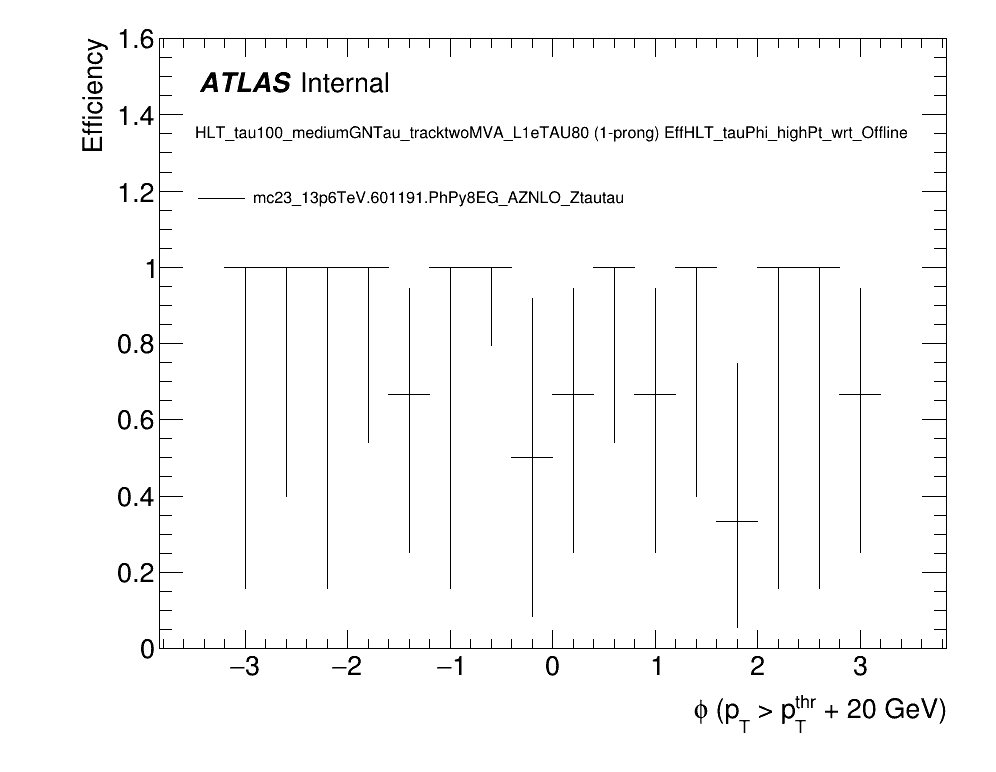 Efficiency
1.6
1.4
1.2
1
0.8
0.6
0.4
0.2
0
ATLAS Internal
HLT_tau100_mediumGNTau_tracktwoMVA_L1eTAU80 (1-prong) EffHLT_tauPhi_highPt_wrt_Offline
mc23_13p6TeV.601191.PhPy8EG_AZNLO_Ztautau
−3 −2 −1 0 1 2 3
ϕ (p_T > p_T^thr + 20 GeV)